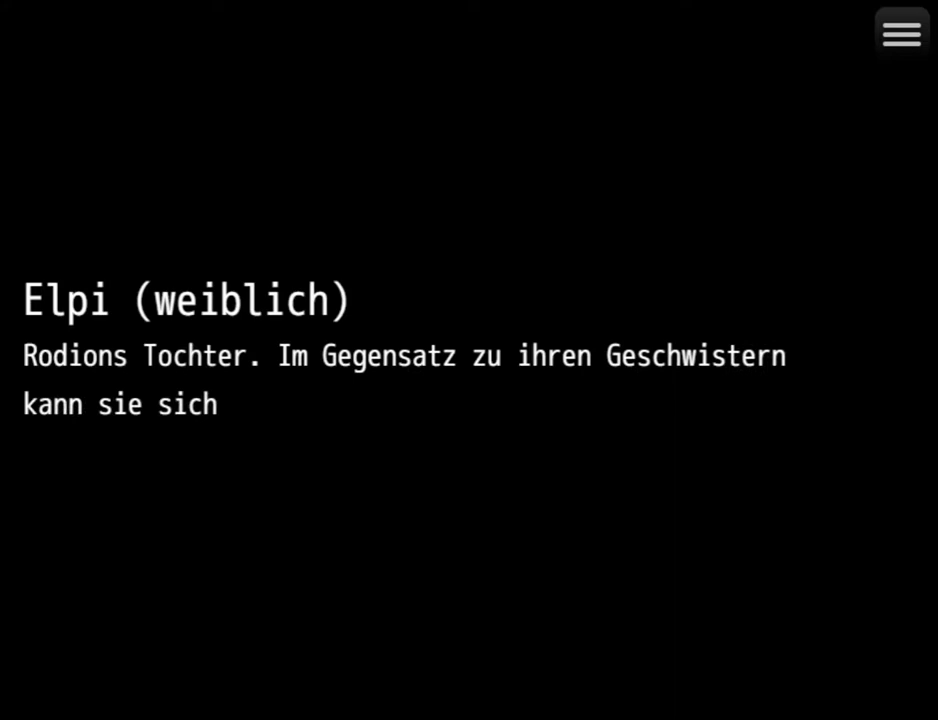 Elpi (weiblich)
Rodions Tochter. Im Gegensatz zu ihren Geschwistern
kann sie sich